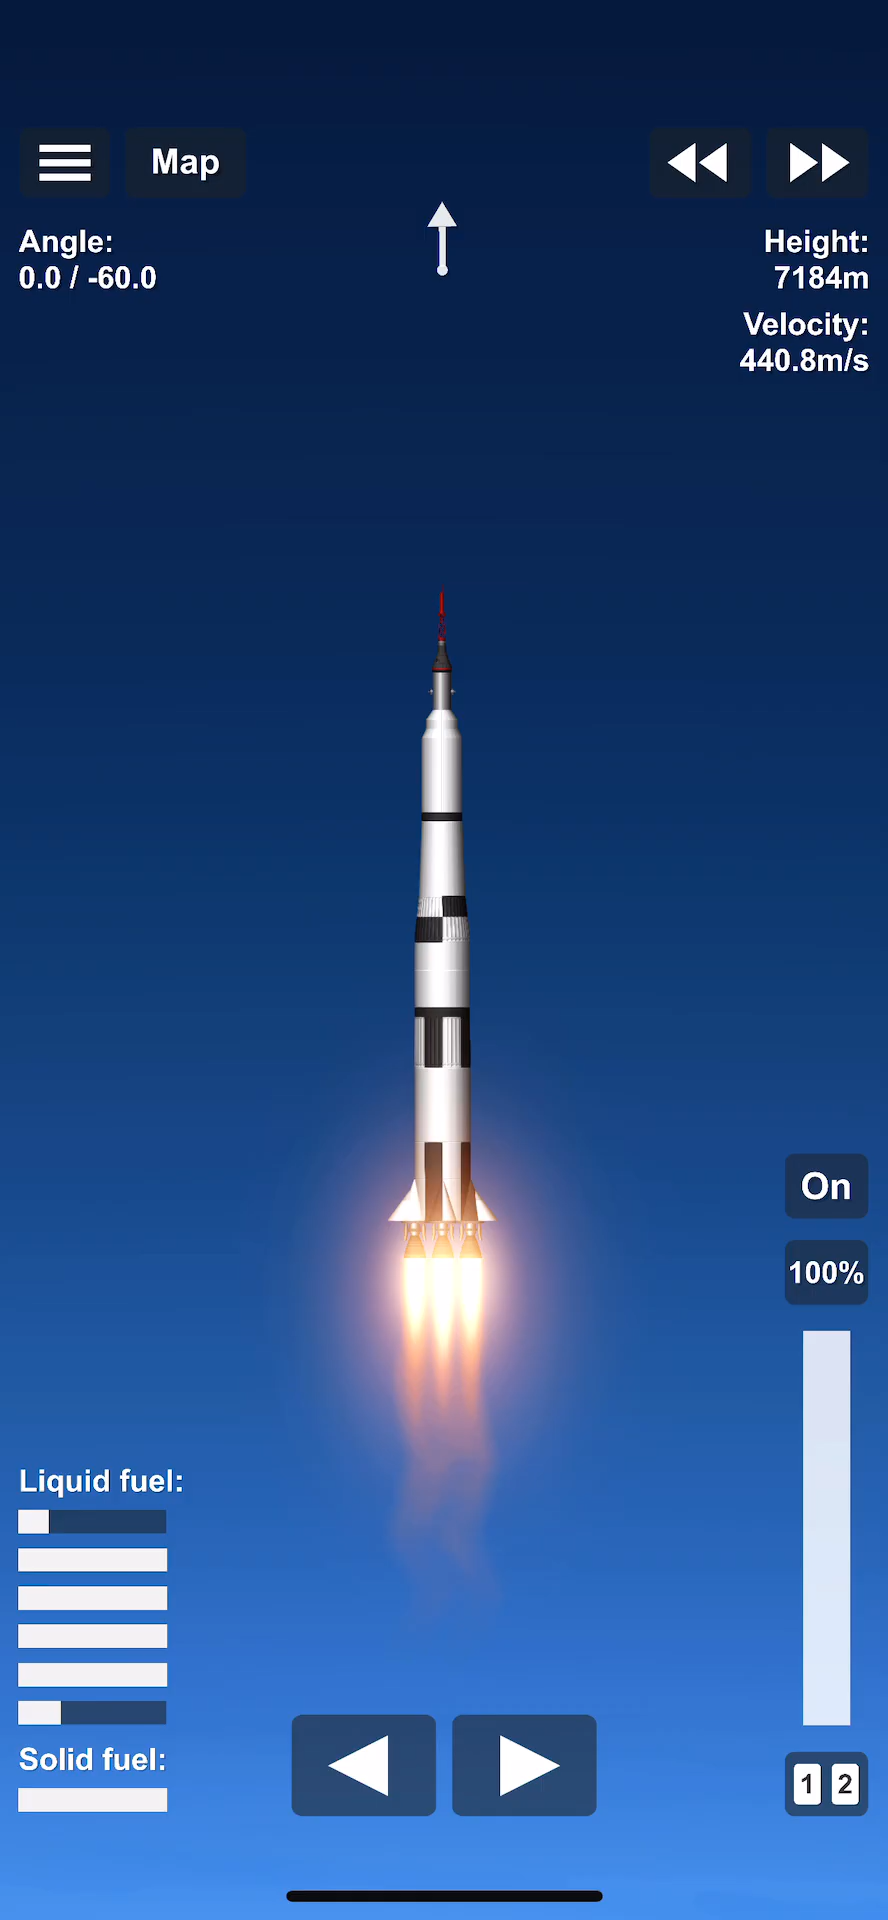 Map
Angle:
0.0 / -60.0
Height:
7184m
Velocity:
440.8m/s
On
100%
Liquid fuel:
Solid fuel:
1 2